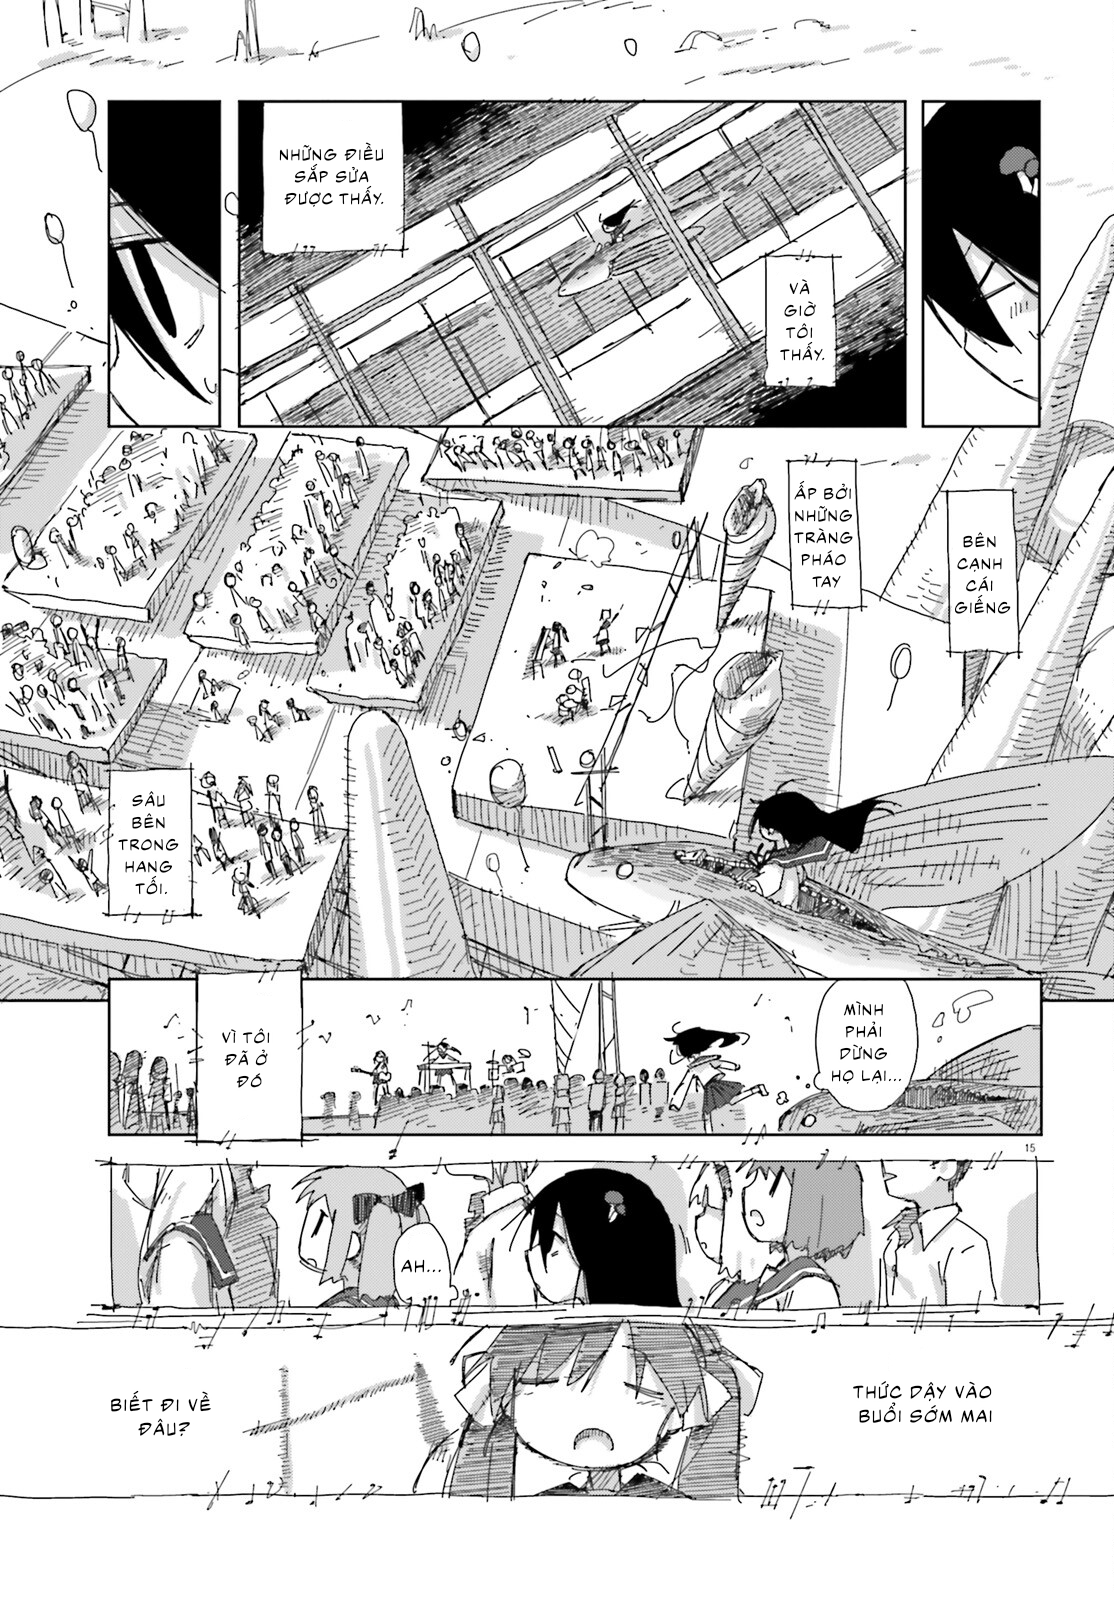 VÀ
GIỜ
TÔI
THẤY.
NHỮNG ĐIỀU
SẮP SỬA
ĐƯỢC THẤY.
BÊN
CẠNH
CÁI
GIẾNG
ẤP BỞI
NHỮNG
TRÀNG
PHÁO
TAY
SÂU
BÊN
TRONG
HANG
TỐI.
MÌNH
PHẢI
DỪNG
HỌ LẠI...
VÌ TÔI
ĐÃ Ở
ĐÓ
15
AH...
THỨC DẬY VÀO
BUỔI SỚM MAI
BIẾT ĐI VỀ
ĐÂU?